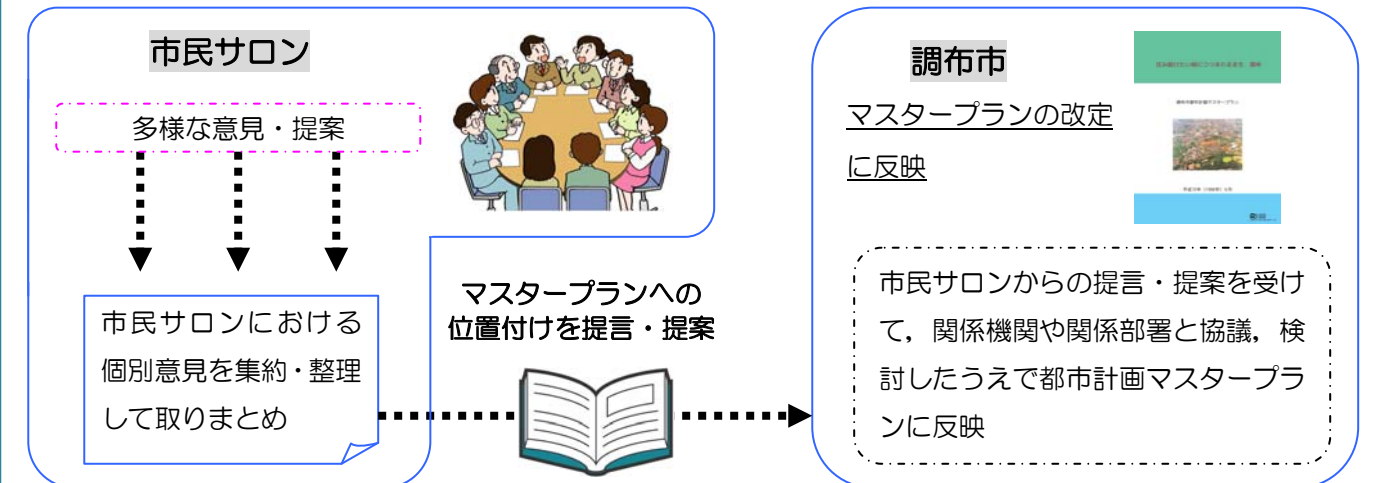 市民サロン
多様な意見・提案
市民サロンにおける
個別意見を集約・整理
して取りまとめ
マスタープランへの
位置付けを提言・提案
調布市
マスタープランの改定
に反映
市民サロンからの提言・提案を受け
て，関係機関や関係部署と協議，検
討したうえで都市計画マスタープラ
ンに反映